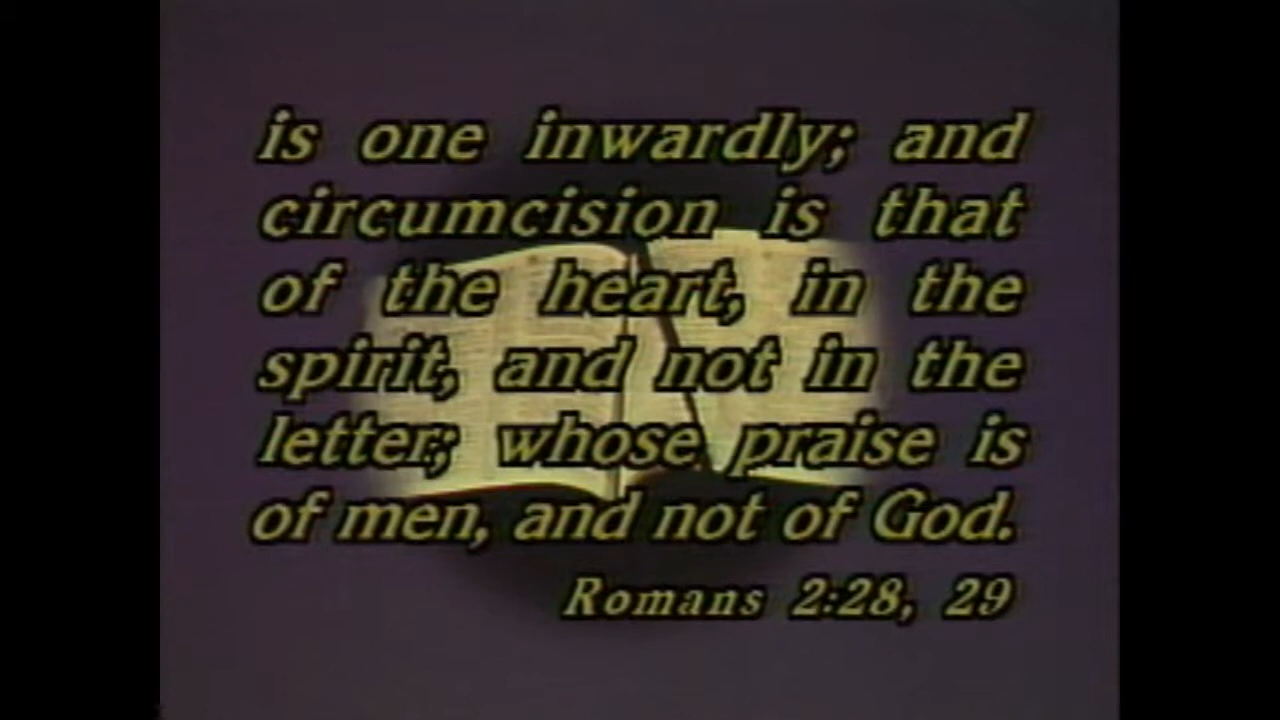 is one inwardly; and
circumcision is that
of the heart, in the
spirit, and not in the
letter; whose praise is
of men, and not of God.
Romans 2:28, 29